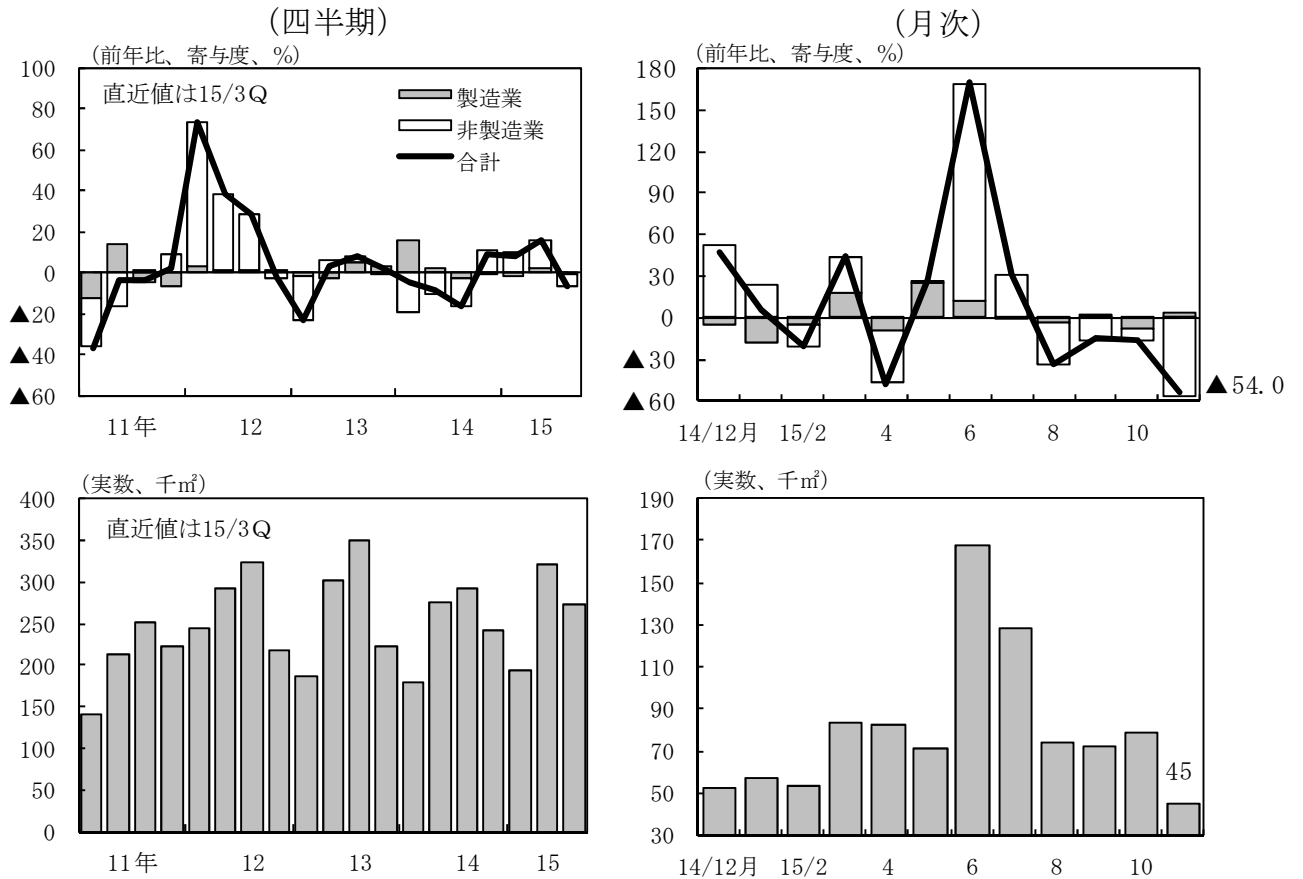 (四半期)
(前年比、寄与度、%)
100
80
60
40
20
0
▲20
▲40
▲60
直近値は15/3Q
製造業
非製造業
合計
11年 12 13 14 15
(月次)
(前年比、寄与度、%)
180
150
120
90
60
30
0
▲30
▲60
▲54.0
14/12月 15/2 4 6 8 10
(実数、千㎡)
400
350
300
250
200
150
100
50
0
直近値は15/3Q
11年 12 13 14 15
(実数、千㎡)
190
170
150
130
110
90
70
50
30
45
14/12月 15/2 4 6 8 10